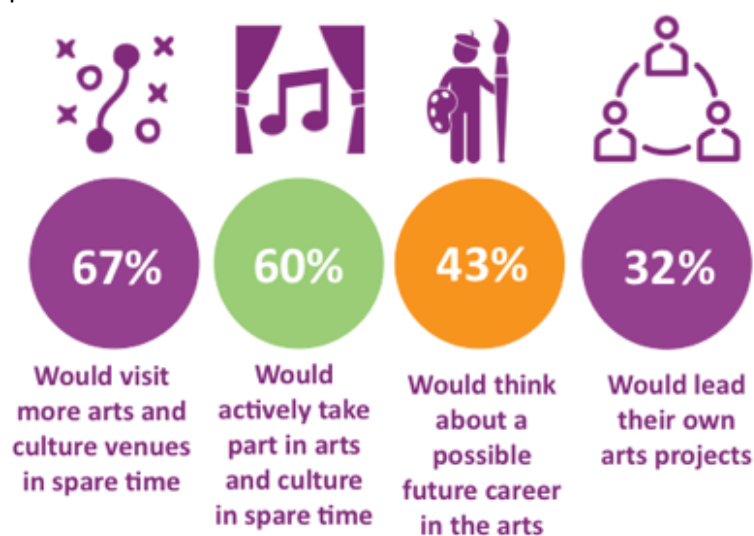 67%
Would visit
more arts and
culture venues
in spare time
60%
Would
actively take
part in arts
and culture
in spare time
43%
Would think
about a
possible
future career
in the arts
32%
Would lead
their own
arts projects